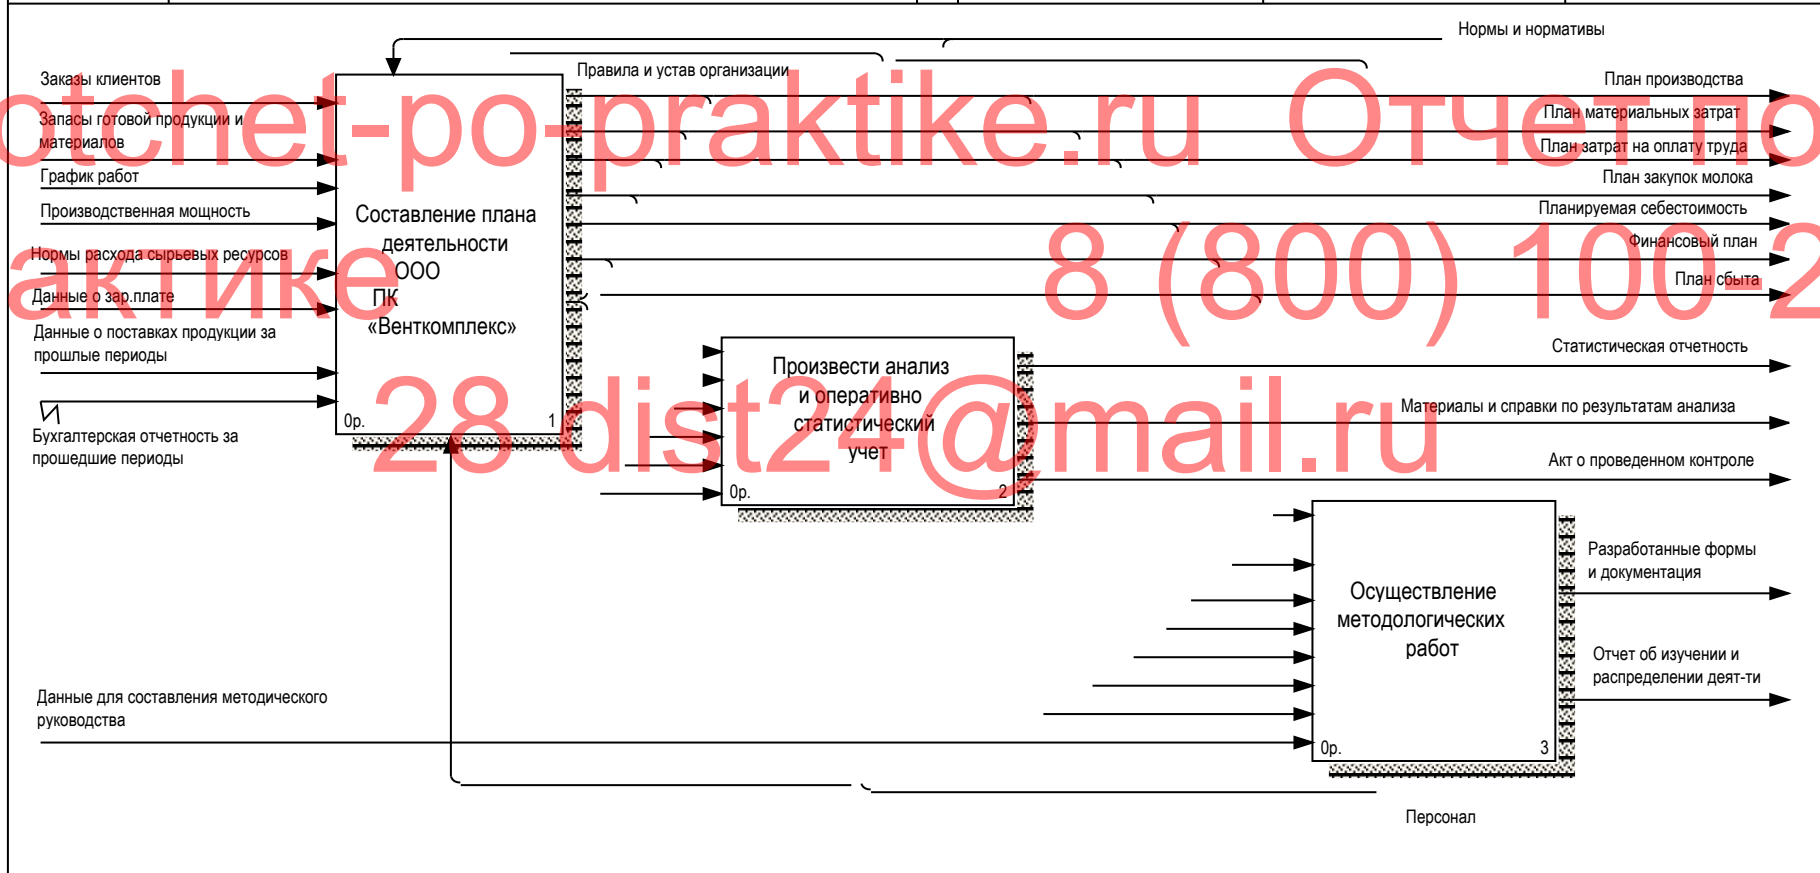 Нормы и нормативы
Правила и устав организации
Заказы клиентов
Запасы готовой продукции и
материалов
График работ
Производственная мощность
Нормы расхода сырьевых ресурсов
Данные о зар.плате
Данные о поставках продукции за
прошлые периоды
Бухгалтерская отчетность за
прошедшие периоды
Составление плана
деятельности
ООО
ПК
«Венткомплекс»
0р. 1
План производства
План материальных затрат
План затрат на оплату труда
План закупок молока
Планируемая себестоимость
Финансовый план
План сбыта
Произвести анализ
и оперативно
статистический
учет
0р. 2
Статистическая отчетность
Материалы и справки по результатам анализа
Акт о проведенном контроле
Осуществление
методологических
работ
0р. 3
Разработанные формы
и документация
Отчет об изучении и
распределении деят-ти
Данные для составления методического
руководства
Персонал
otchet-po-praktike.ru Отчет по
актике 8 (800) 100-2
28 dist24@mail.ru